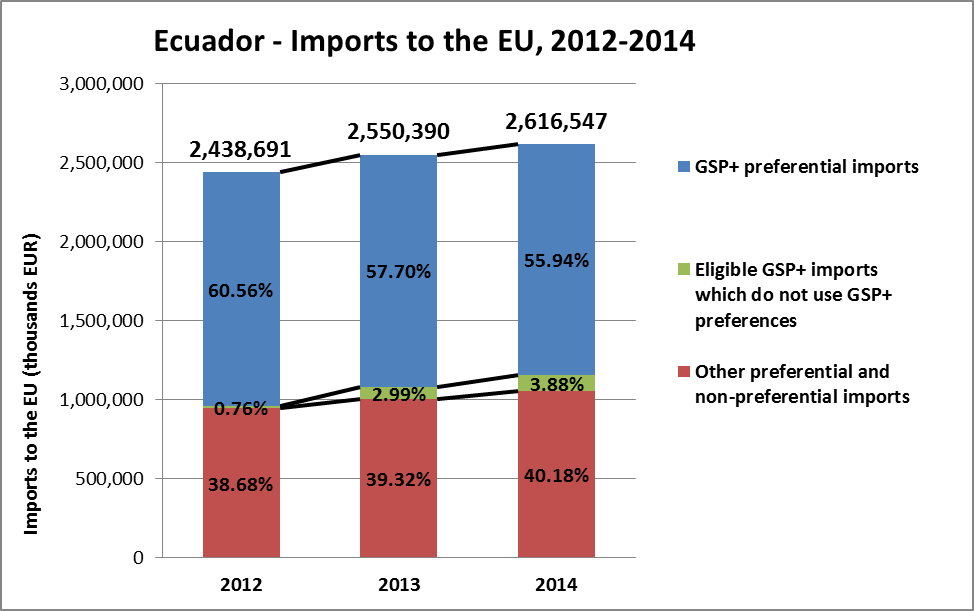 Ecuador - Imports to the EU, 2012-2014
Imports to the EU (thousands EUR)
3,000,000
2,500,000
2,000,000
1,500,000
1,000,000
500,000
0
2,438,691
2,550,390
2,616,547
60.56%
57.70%
55.94%
0.76%
2.99%
3.88%
38.68%
39.32%
40.18%
2012
2013
2014
GSP+ preferential imports
Eligible GSP+ imports
which do not use GSP+
preferences
Other preferential and
non-preferential imports